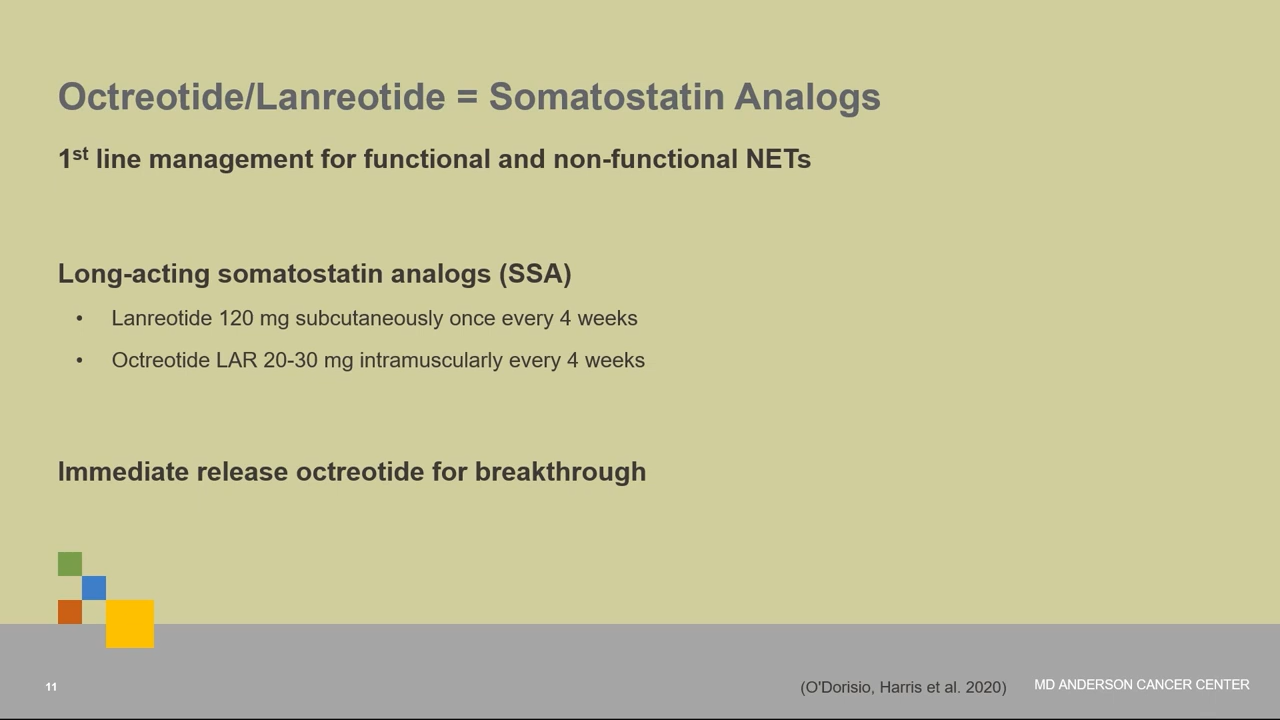 Octreotide/Lanreotide = Somatostatin Analogs
1st line management for functional and non-functional NETs
Long-acting somatostatin analogs (SSA)
• Lanreotide 120 mg subcutaneously once every 4 weeks
• Octreotide LAR 20-30 mg intramuscularly every 4 weeks
Immediate release octreotide for breakthrough
11
(O'Dorisio, Harris et al. 2020)
MD ANDERSON CANCER CENTER